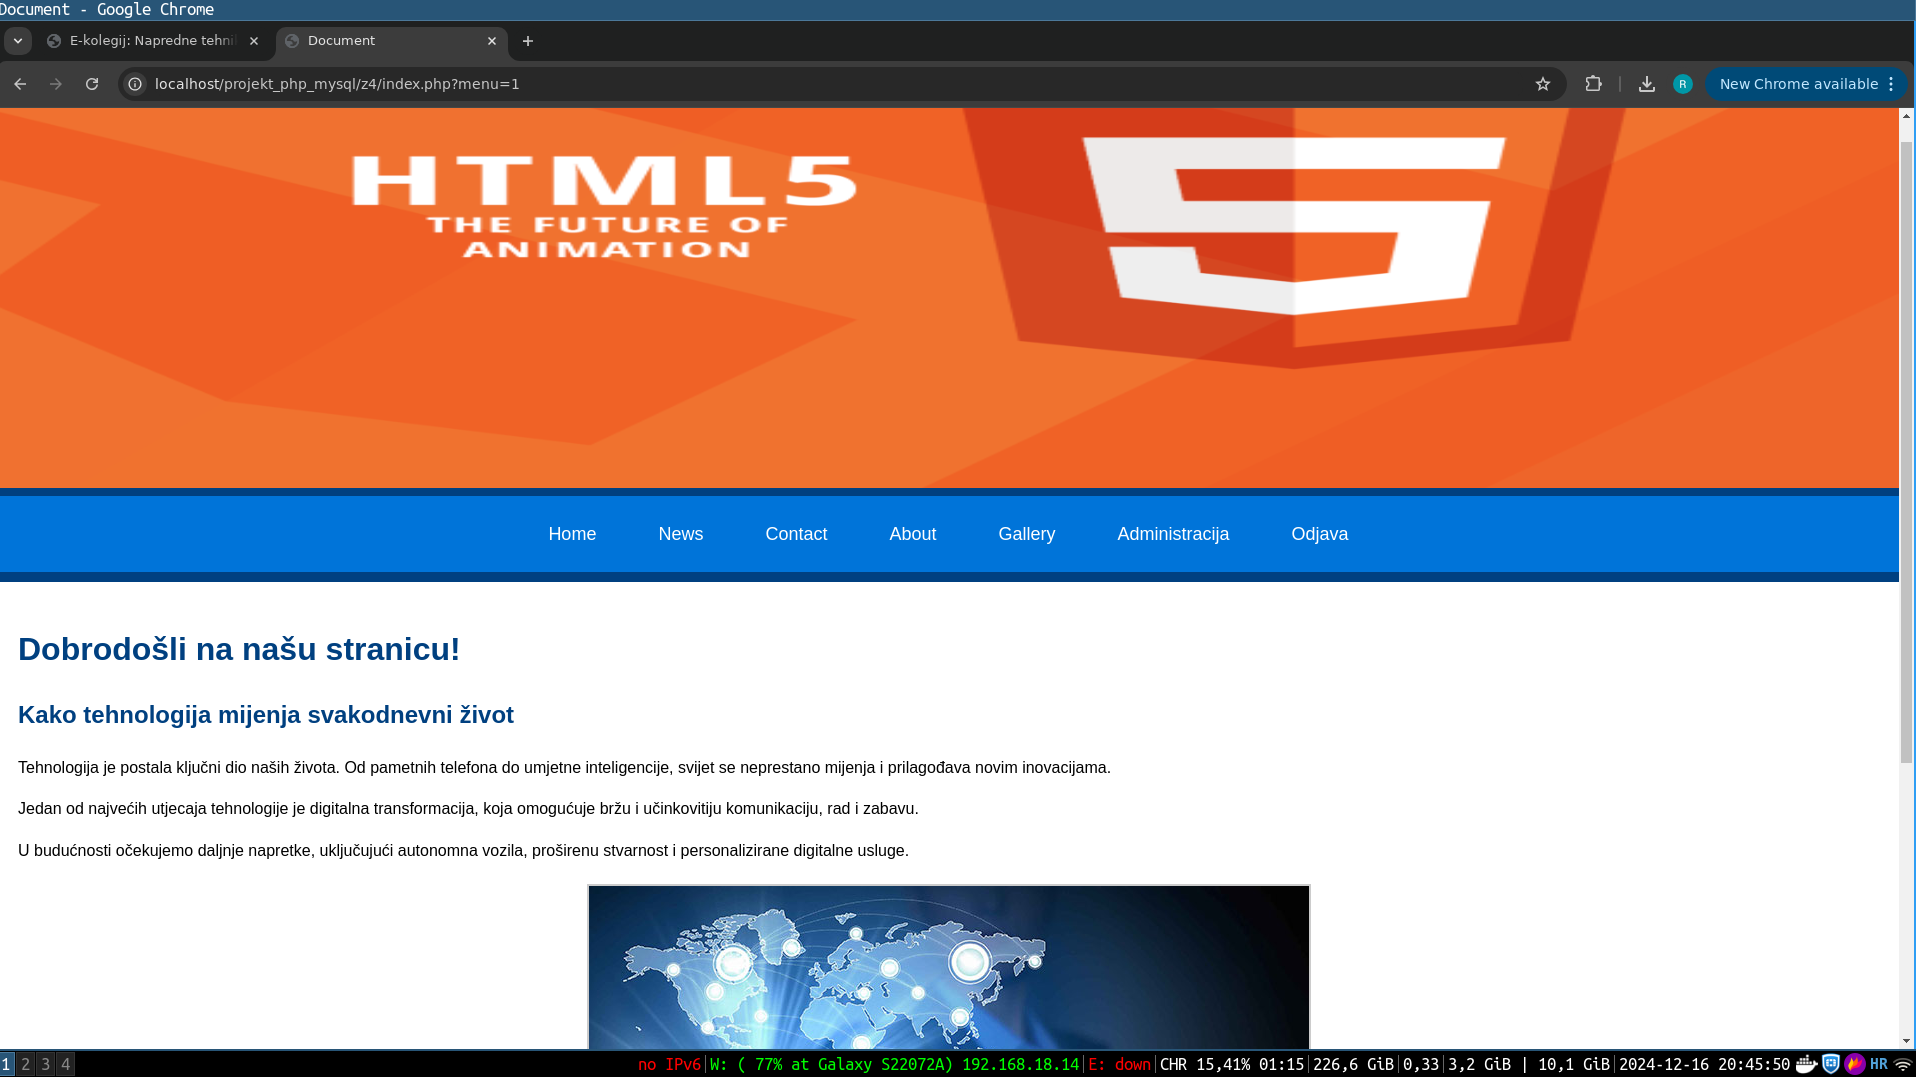 Document - Google Chrome
E-kolegij: Napredne tehni
Document
localhost/projekt_php_mysql/z4/index.php?menu=1
R
New Chrome available
HTML5
THE FUTURE OF
ANIMATION
Home News Contact About Gallery Administracija Odjava
Dobrodošli na našu stranicu!
Kako tehnologija mijenja svakodnevni život
Tehnologija je postala ključni dio naših života. Od pametnih telefona do umjetne inteligencije, svijet se neprestano mijenja i prilagođava novim inovacijama.
Jedan od najvećih utjecaja tehnologije je digitalna transformacija, koja omogućuje bržu i učinkovitiju komunikaciju, rad i zabavu.
U budućnosti očekujemo daljnje napretke, uključujući autonomna vozila, proširenu stvarnost i personalizirane digitalne usluge.
1 2 3 4 no IPv6|W: ( 77% at Galaxy S22072A) 192.168.18.14|E: down|CHR 15,41% 01:15|226,6 GiB|0,33|3,2 GiB | 10,1 GiB|2024-12-16 20:45:50 HR